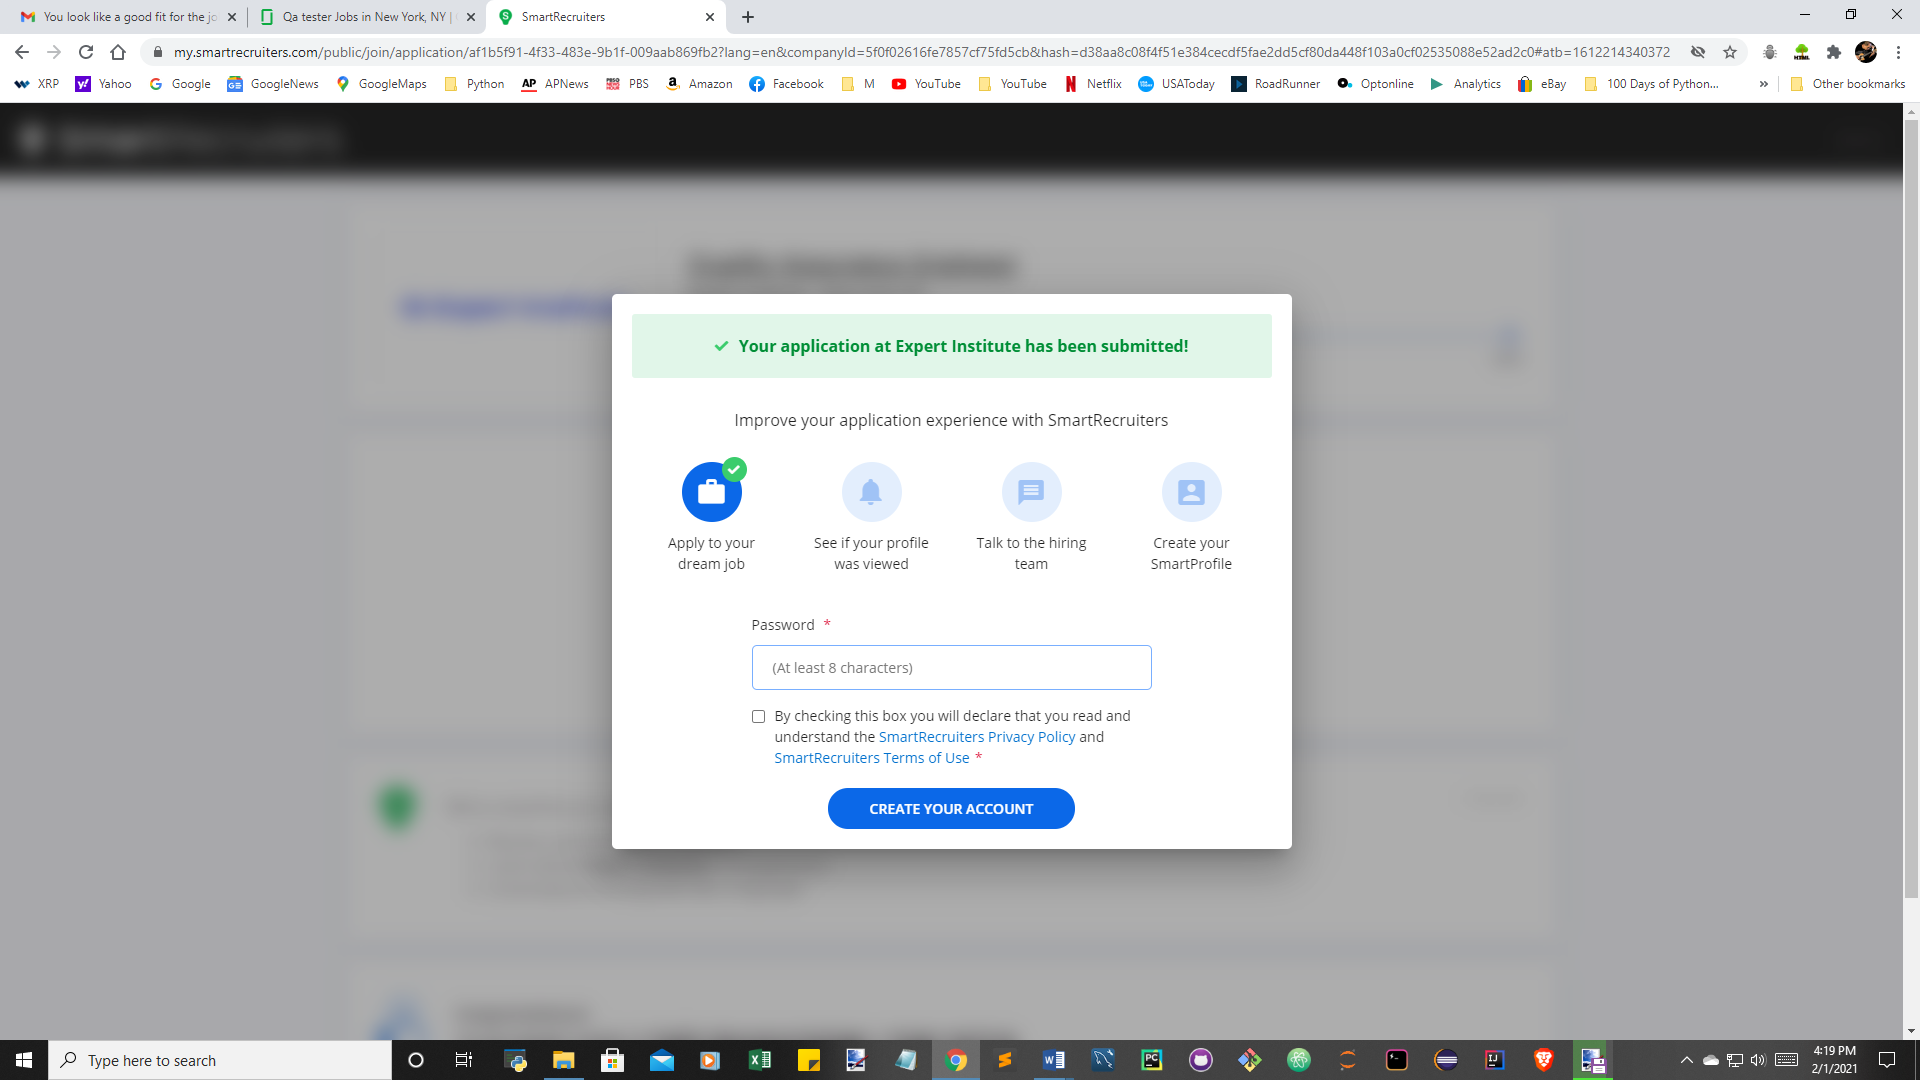 You look like a good fit for the jo
Qa tester Jobs in New York, NY |
SmartRecruiters
my.smartrecruiters.com/public/join/application/af1b5f91-4f33-483e-9b1f-009aab869fb2?lang=en&companyId=5f0f02616fe7857cf75fd5cb&hash=d38aa8c08f4f51e384cecdf5fae2dd5cf80da448f103a0cf02535088e52ad2c0#atb=1612214340372
XRP Yahoo Google GoogleNews GoogleMaps Python APNews PBS Amazon Facebook M YouTube YouTube Netflix USAToday RoadRunner Optonline Analytics eBay 100 Days of Python... » Other bookmarks
Your application at Expert Institute has been submitted!
Improve your application experience with SmartRecruiters
Apply to your
dream job
See if your profile
was viewed
Talk to the hiring
team
Create your
SmartProfile
Password *
(At least 8 characters)
By checking this box you will declare that you read and
understand the SmartRecruiters Privacy Policy and
SmartRecruiters Terms of Use *
CREATE YOUR ACCOUNT
Type here to search
4:19 PM
2/1/2021